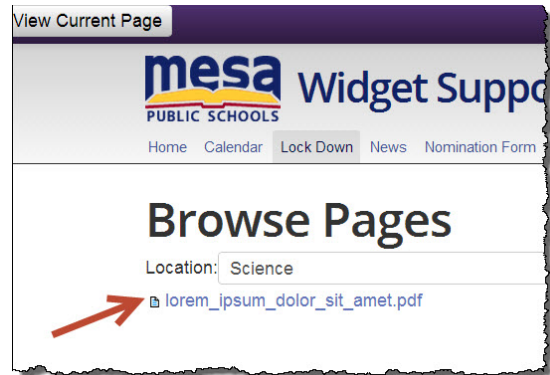 View Current Page
mesa
PUBLIC SCHOOLS
Widget Suppo
Home Calendar Lock Down News Nomination Form
Browse Pages
Location: Science
lorem_ipsum_dolor_sit_amet.pdf